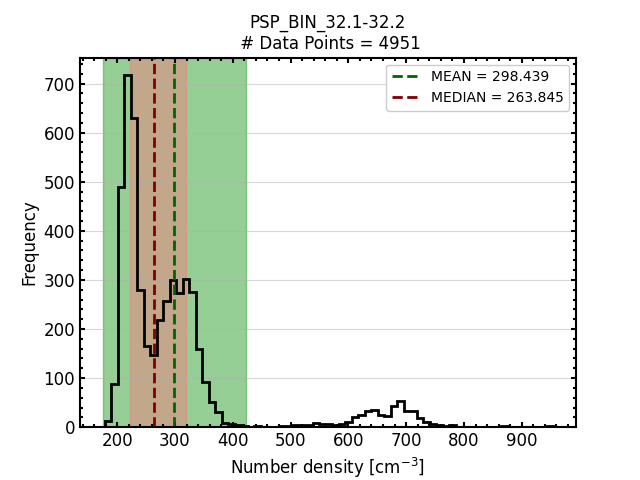 PSP_BIN_32.1-32.2
# Data Points = 4951
MEAN = 298.439
MEDIAN = 263.845
Frequency
700
600
500
400
300
200
100
0
200 300 400 500 600 700 800 900
Number density [cm⁻³]